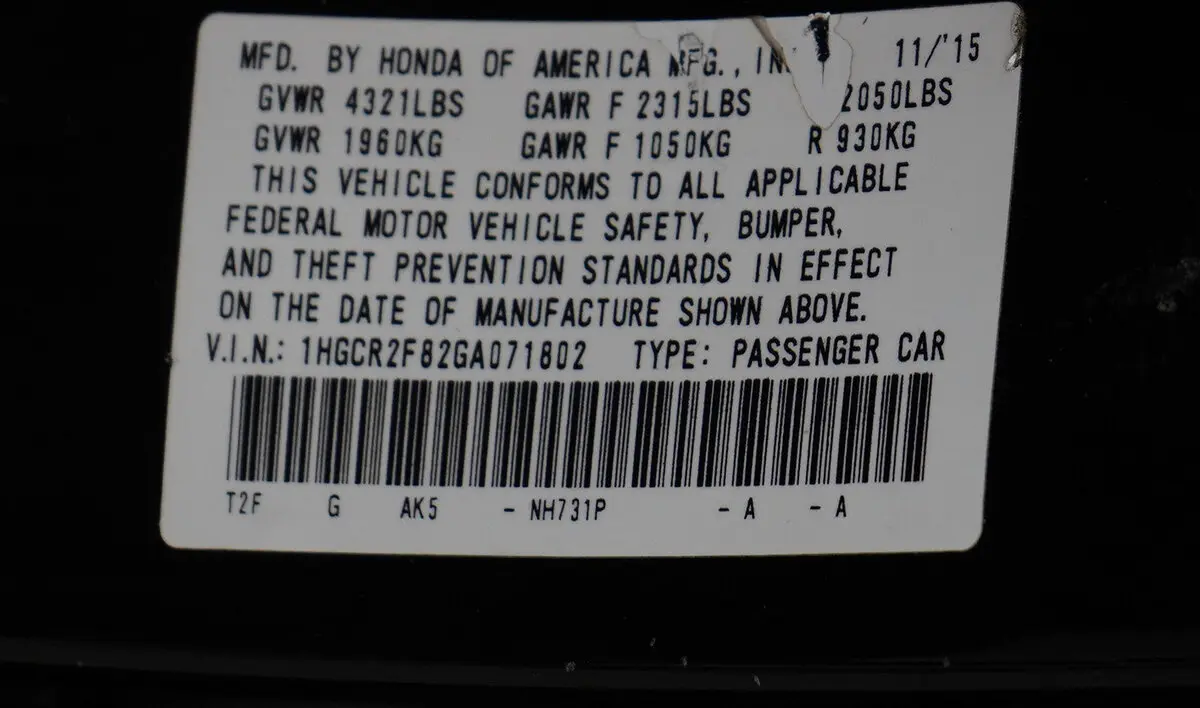 MFD. BY HONDA OF AMERICA MFG., IN 11/'15
GVWR 4321LBS GAWR F 2315LBS 2050LBS
GVWR 1960KG GAWR F 1050KG R 930KG
THIS VEHICLE CONFORMS TO ALL APPLICABLE
FEDERAL MOTOR VEHICLE SAFETY, BUMPER,
AND THEFT PREVENTION STANDARDS IN EFFECT
ON THE DATE OF MANUFACTURE SHOWN ABOVE.
V.I.N.: 1HGCR2F82GA071802 TYPE: PASSENGER CAR
T2F G AK5 - NH731P - A - A